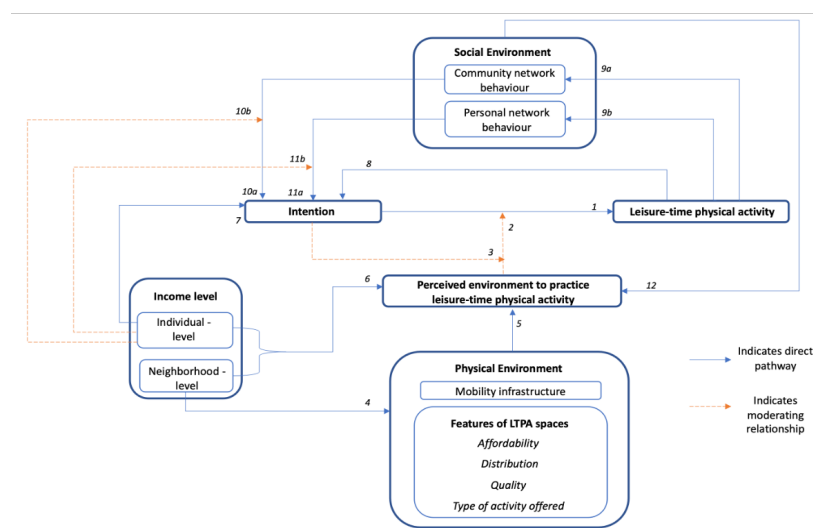 Social Environment
Community network
behaviour
9a
Personal network
behaviour
9b
10b
11b
8
10a
11a
7
Intention
1
Leisure-time physical activity
2
3
6
Perceived environment to practice
leisure-time physical activity
12
Income level
Individual -
level
Neighborhood -
level
5
4
Physical Environment
Mobility infrastructure
Features of LTPA spaces
Affordability
Distribution
Quality
Type of activity offered
Indicates direct
pathway
Indicates
moderating
relationship